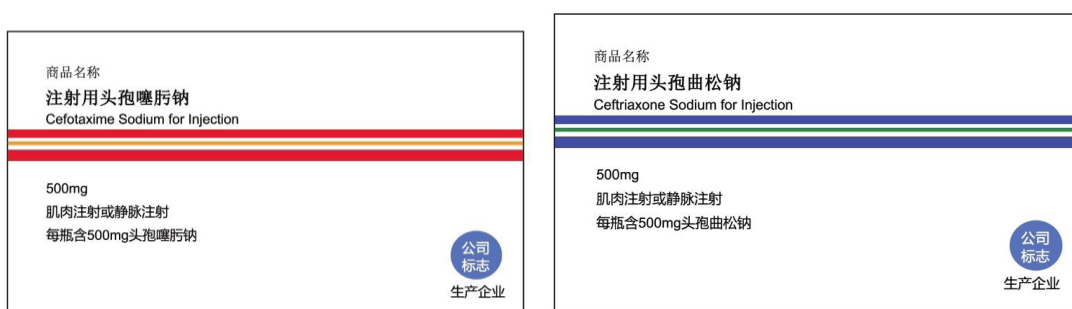 商品名称
注射用头孢噻肟钠
Cefotaxime Sodium for Injection
500mg
肌肉注射或静脉注射
每瓶含500mg头孢噻肟钠
公司
标志
生产企业
商品名称
注射用头孢曲松钠
Ceftriaxone Sodium for Injection
500mg
肌肉注射或静脉注射
每瓶含500mg头孢曲松钠
公司
标志
生产企业